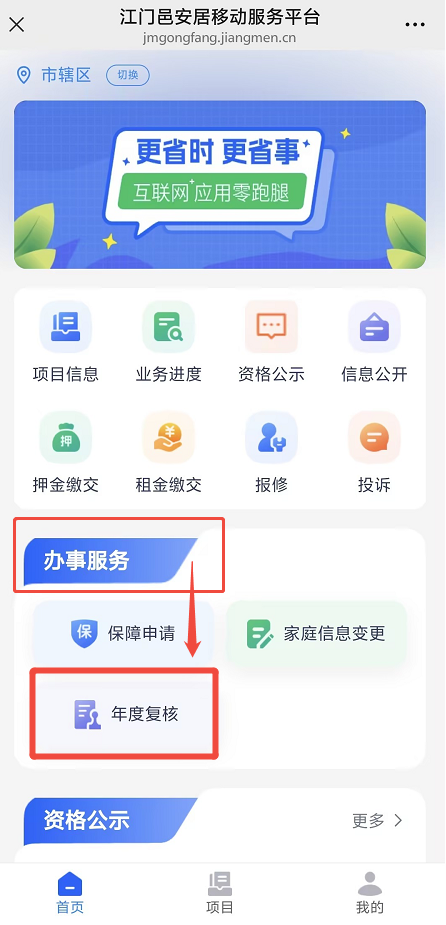 江门邑安居移动服务平台
jmgongfang.jiangmen.cn
市辖区 切换
更省时 更省事
互联网+应用零跑腿
项目信息 业务进度 资格公示 信息公开
押
¥
押金缴交 租金缴交 报修 投诉
办事服务
保 保障申请 家庭信息变更
年度复核
资格公示 更多
首页 项目 我的